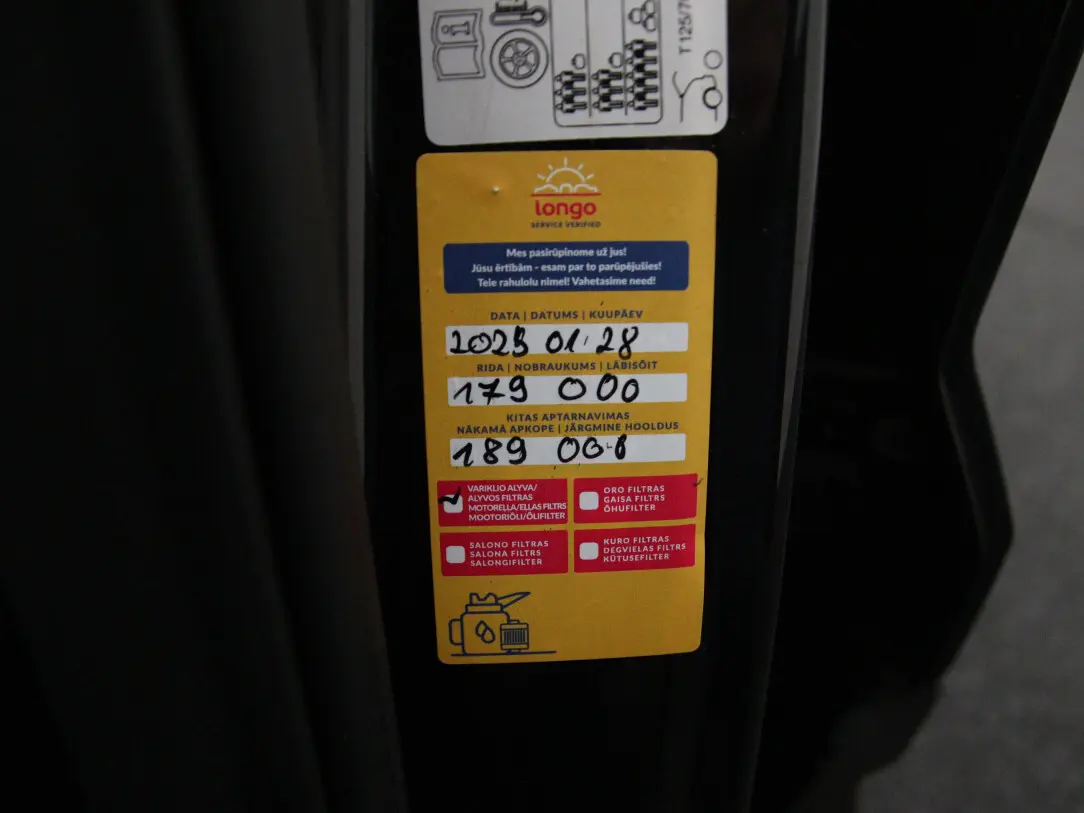 T125/70
longo
SERVICE VERIFIED
Mes pasirūpinome už jus!
Jūsu ērtībām - esam par to parūpējušies!
Teie rahulolu nimel! Vahetasime need!
DATA | DATUMS | KUUPÄEV
2023 01.28
RIDA | NOBRAUKUMS | LÄBISÕIT
179 000
KITAS APTARNAVIMAS
NĀKAMĀ APKOPE | JÄRGMINE HOOLDUS
189 000
VARIKLIO ALYVA/
ALYVOS FILTRAS
MOTORELLA/ELLAS FILTRS
MOOTORIÕLI/ÕLIFILTER
ORO FILTRAS
GAISA FILTRS
ÕHUFILTER
SALONO FILTRAS
SALONA FILTRS
SALONGIFILTER
KURO FILTRAS
DEGVIELAS FILTRS
KÜTUSEFILTER